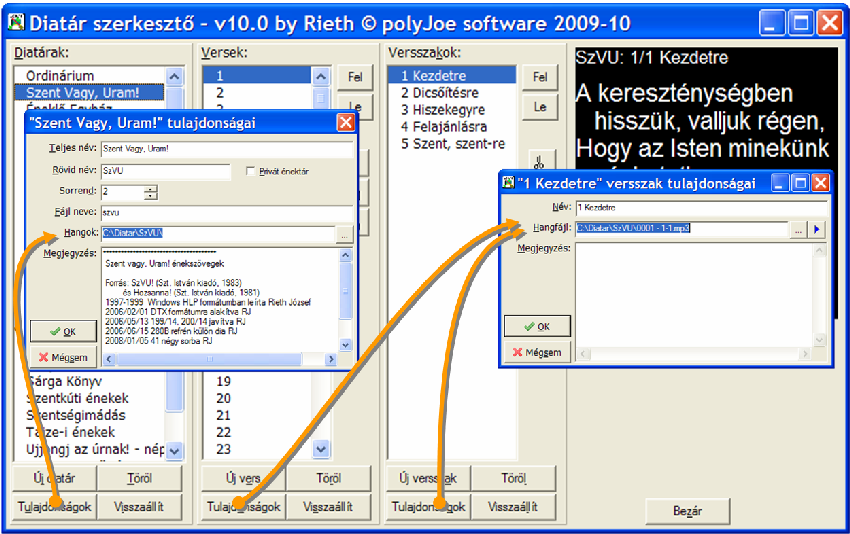 Diatár szerkesztő - v10.0 by Rieth © polyJoe software 2009-10
Diatárak:
Ordinárium
Szent Vagy, Uram!
Éneklő Egyház
Sárga Könyv
Szentkúti énekek
Szentségimádás
Taize-i énekek
Ujjongj az úrnak! - nép
Új diatár
Töröl
Tulajdonságok
Visszaállít
Versek:
1
2
3
19
20
21
22
23
Fel
Le
Új vers
Töröl
Tulajdonságok
Visszaállít
Versszakok:
1 Kezdetre
2 Dicsőítésre
3 Hiszekegyre
4 Felajánlásra
5 Szent, szent-re
Fel
Le
Új versszak
Töröl
Tulajdonságok
Visszaállít
SzVU: 1/1 Kezdetre
A kereszténységben
hisszük, valljuk régen,
Hogy az Isten minekünk
Bezár
"Szent Vagy, Uram!" tulajdonságai
Teljes név: Szent Vagy, Uram!
Rövid név: SzVU
Privát énektár
Sorrend: 2
Fájl neve: szvu
Hangok: C:\Diatar\SzVU\
...
Megjegyzés:
----------------------------------------
Szent vagy, Uram! énekszövegek
Forrás: SzVU! (Szt. István kiadó, 1983)
és Hozsanna! (Szt. István kiadó, 1981)
1997-1999 Windows HLP formátumban leírta Rieth József
2006/02/01 DTX formátumra alakítva RJ
2006/05/13 199/14, 200/14 javítva RJ
2006/06/15 280B refrén külön dia RJ
2008/01/05 41 négy sorba RJ
OK
Mégsem
"1 Kezdetre" versszak tulajdonságai
Név: 1 Kezdetre
Hangfájl: C:\Diatar\SzVU\0001 - 1-1.mp3
...
Megjegyzés:
OK
Mégsem